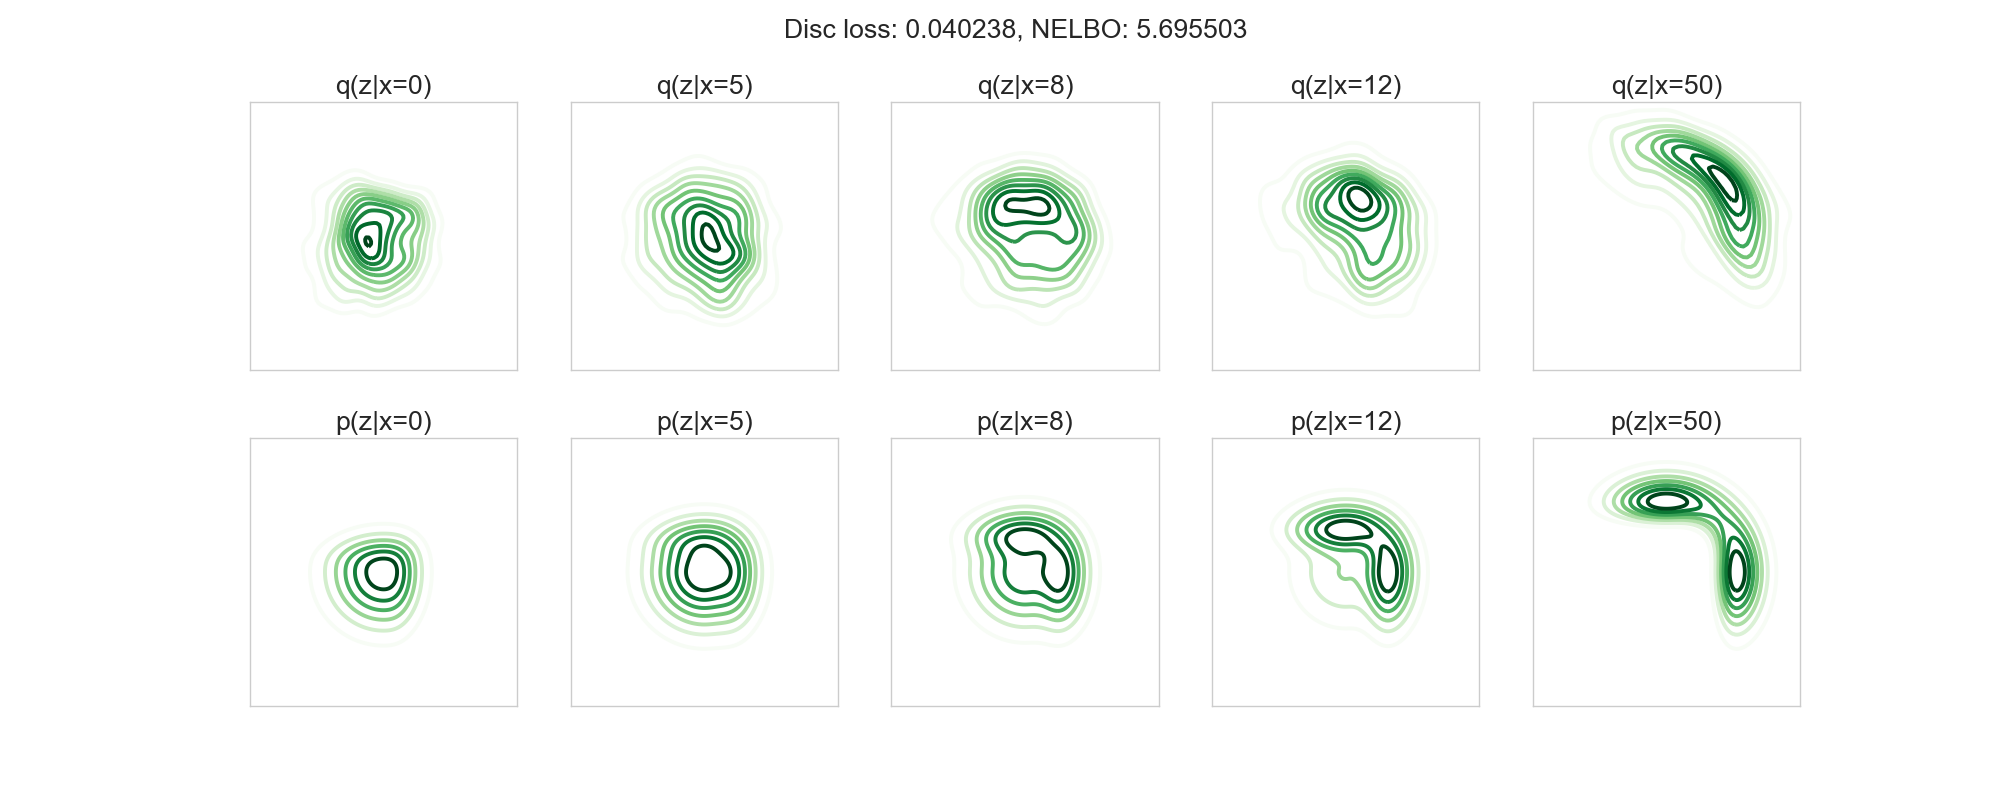 Disc loss: 0.040238, NELBO: 5.695503
q(z|x=0) q(z|x=5) q(z|x=8) q(z|x=12) q(z|x=50)
p(z|x=0) p(z|x=5) p(z|x=8) p(z|x=12) p(z|x=50)